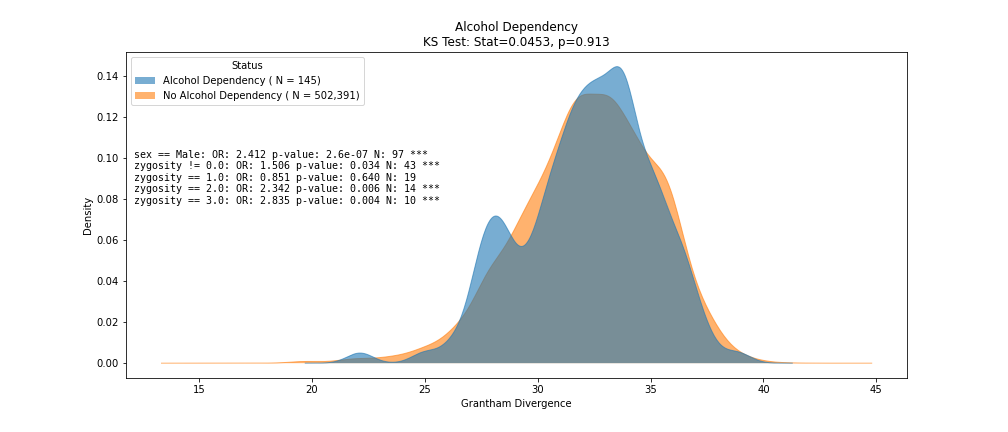 Alcohol Dependency
KS Test: Stat=0.0453, p=0.913
Status
Alcohol Dependency ( N = 145)
No Alcohol Dependency ( N = 502,391)
sex == Male: OR: 2.412 p-value: 2.6e-07 N: 97 ***
zygosity != 0.0: OR: 1.506 p-value: 0.034 N: 43 ***
zygosity == 1.0: OR: 0.851 p-value: 0.640 N: 19
zygosity == 2.0: OR: 2.342 p-value: 0.006 N: 14 ***
zygosity == 3.0: OR: 2.835 p-value: 0.004 N: 10 ***
Density
0.14
0.12
0.10
0.08
0.06
0.04
0.02
0.00
15 20 25 30 35 40 45
Grantham Divergence